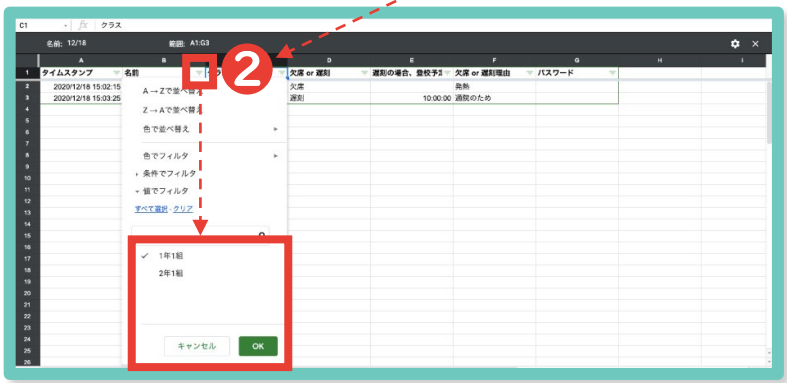 C1 fx クラス
名前: 12/18 範囲: A1:G3
A B D E F G H I
1 タイムスタンプ 名前 欠席 or 遅刻 遅刻の場合、登校予 欠席 or 遅刻理由 パスワード
2
2 2020/12/18 15:02:15 欠席 発熱
3 2020/12/18 15:03:25 遅刻 10:00:00 通院のため
4
5
6
7
8
9
10
11
12
13
14
15
16
17
18
19
20
21
22
23
24
25
26
A → Zで並べ替え
Z → Aで並べ替え
色で並べ替え
色でフィルタ
条件でフィルタ
値でフィルタ
すべて選択 - クリア
1年1組
2年1組
キャンセル OK